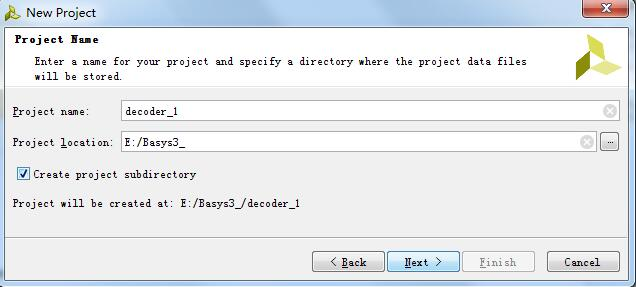 New Project
Project Name
Enter a name for your project and specify a directory where the project data files
will be stored.
Project name: decoder_1
Project location: E:/Basys3_ ...
Create project subdirectory
Project will be created at: E:/Basys3_/decoder_1
< Back Next > Finish Cancel